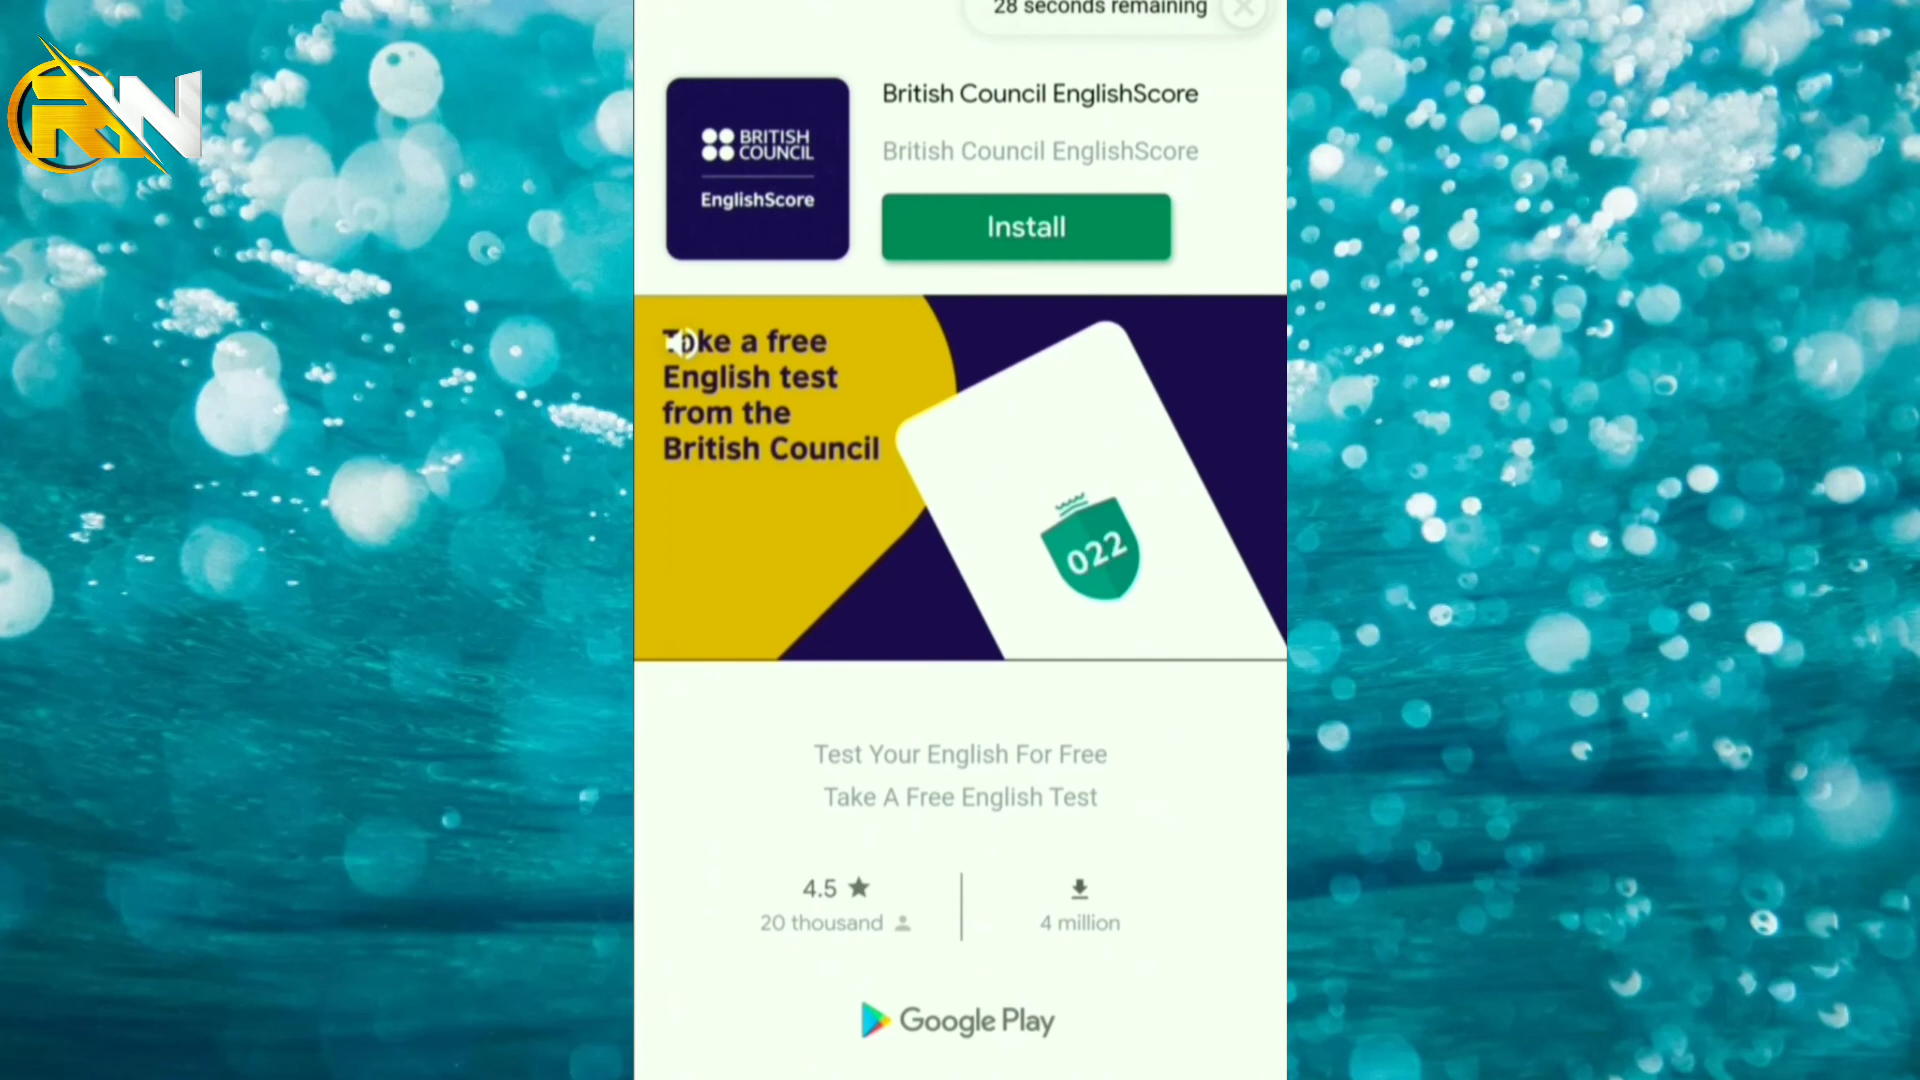 RW
28 seconds remaining
British Council EnglishScore
British Council EnglishScore
BRITISH
COUNCIL
EnglishScore
Install
Take a free
English test
from the
British Council
022
Test Your English For Free
Take A Free English Test
4.5
20 thousand
4 million
Google Play